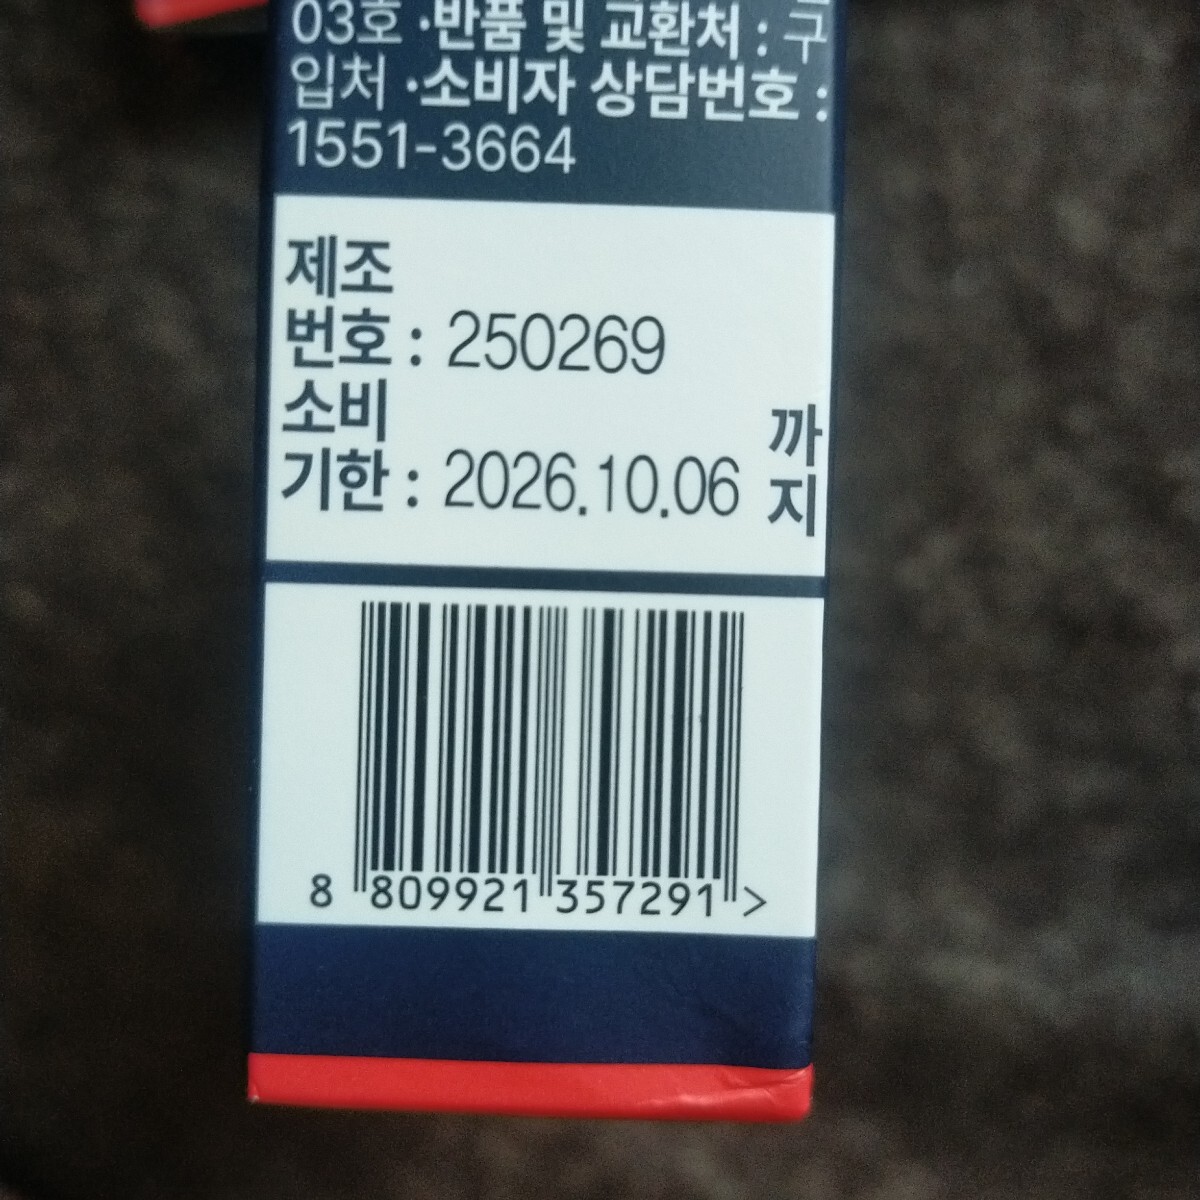 03호 ·반품 및 교환처 : 구
입처 ·소비자 상담번호 :
1551-3664
제조
번호 : 250269
소비
기한 : 2026.10.06 까지
8 809921 357291 >